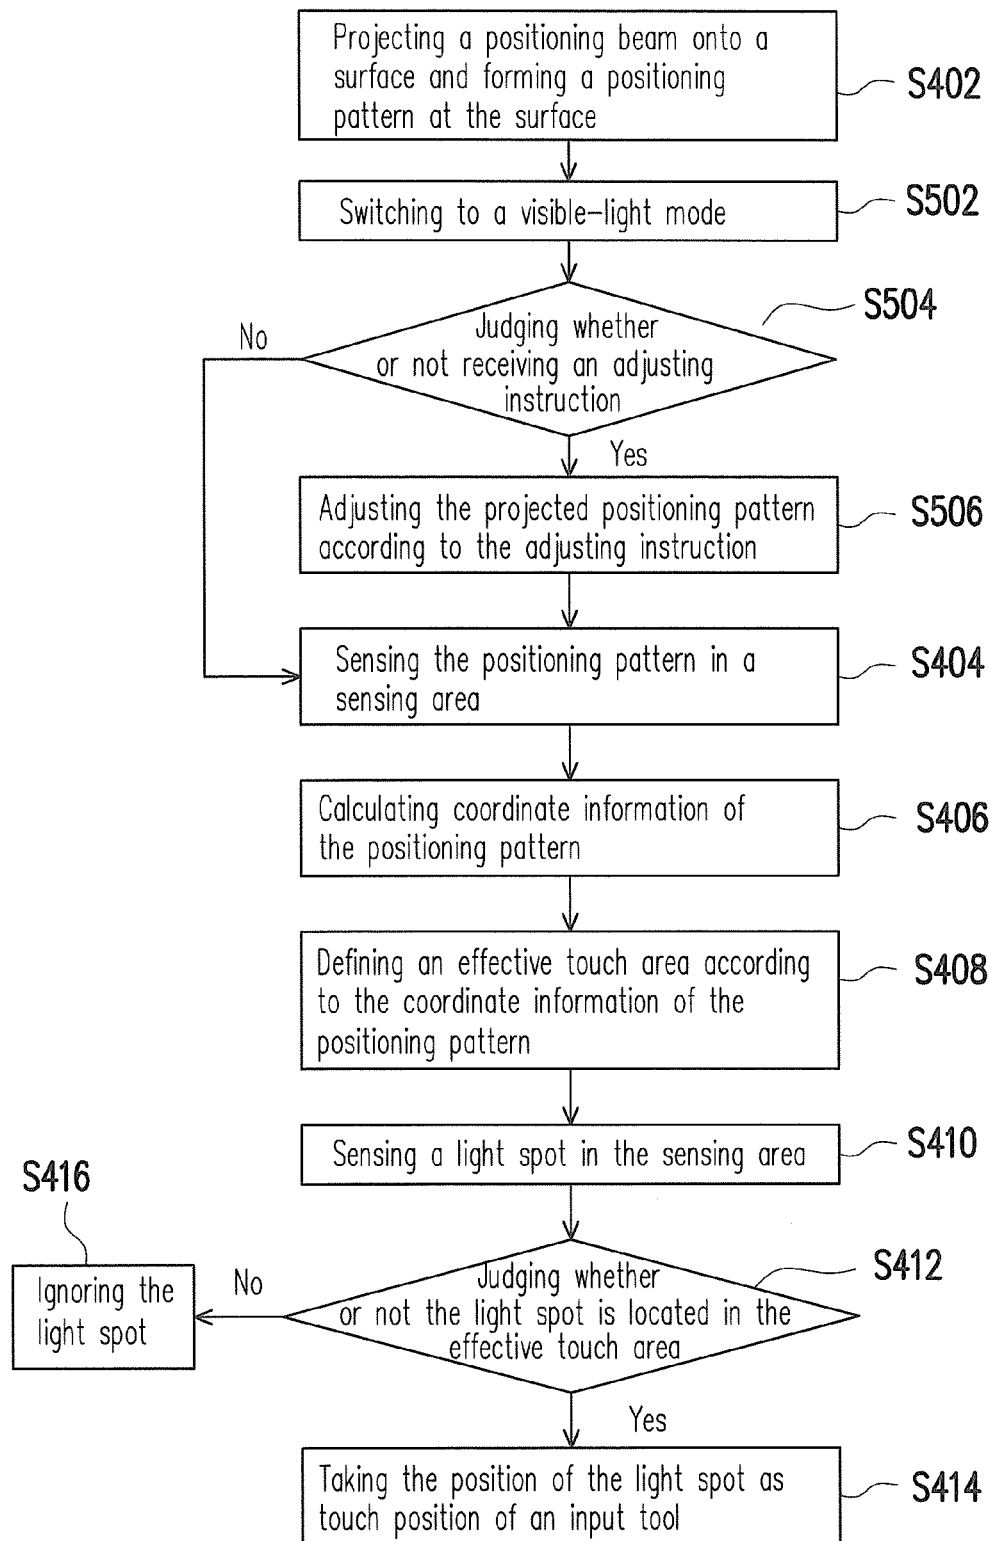 Projecting a positioning beam onto a
surface and forming a positioning
pattern at the surface
S402
Switching to a visible-light mode
S502
Judging whether
or not receiving an adjusting
instruction
S504
No
Yes
Adjusting the projected positioning pattern
according to the adjusting instruction
S506
Sensing the positioning pattern in a
sensing area
S404
Calculating coordinate information of
the positioning pattern
S406
Defining an effective touch area according
to the coordinate information of the
positioning pattern
S408
Sensing a light spot in the sensing area
S410
S416
Ignoring the
light spot
No
Judging whether
or not the light spot is located in the
effective touch area
S412
Yes
Taking the position of the light spot as
touch position of an input tool
S414